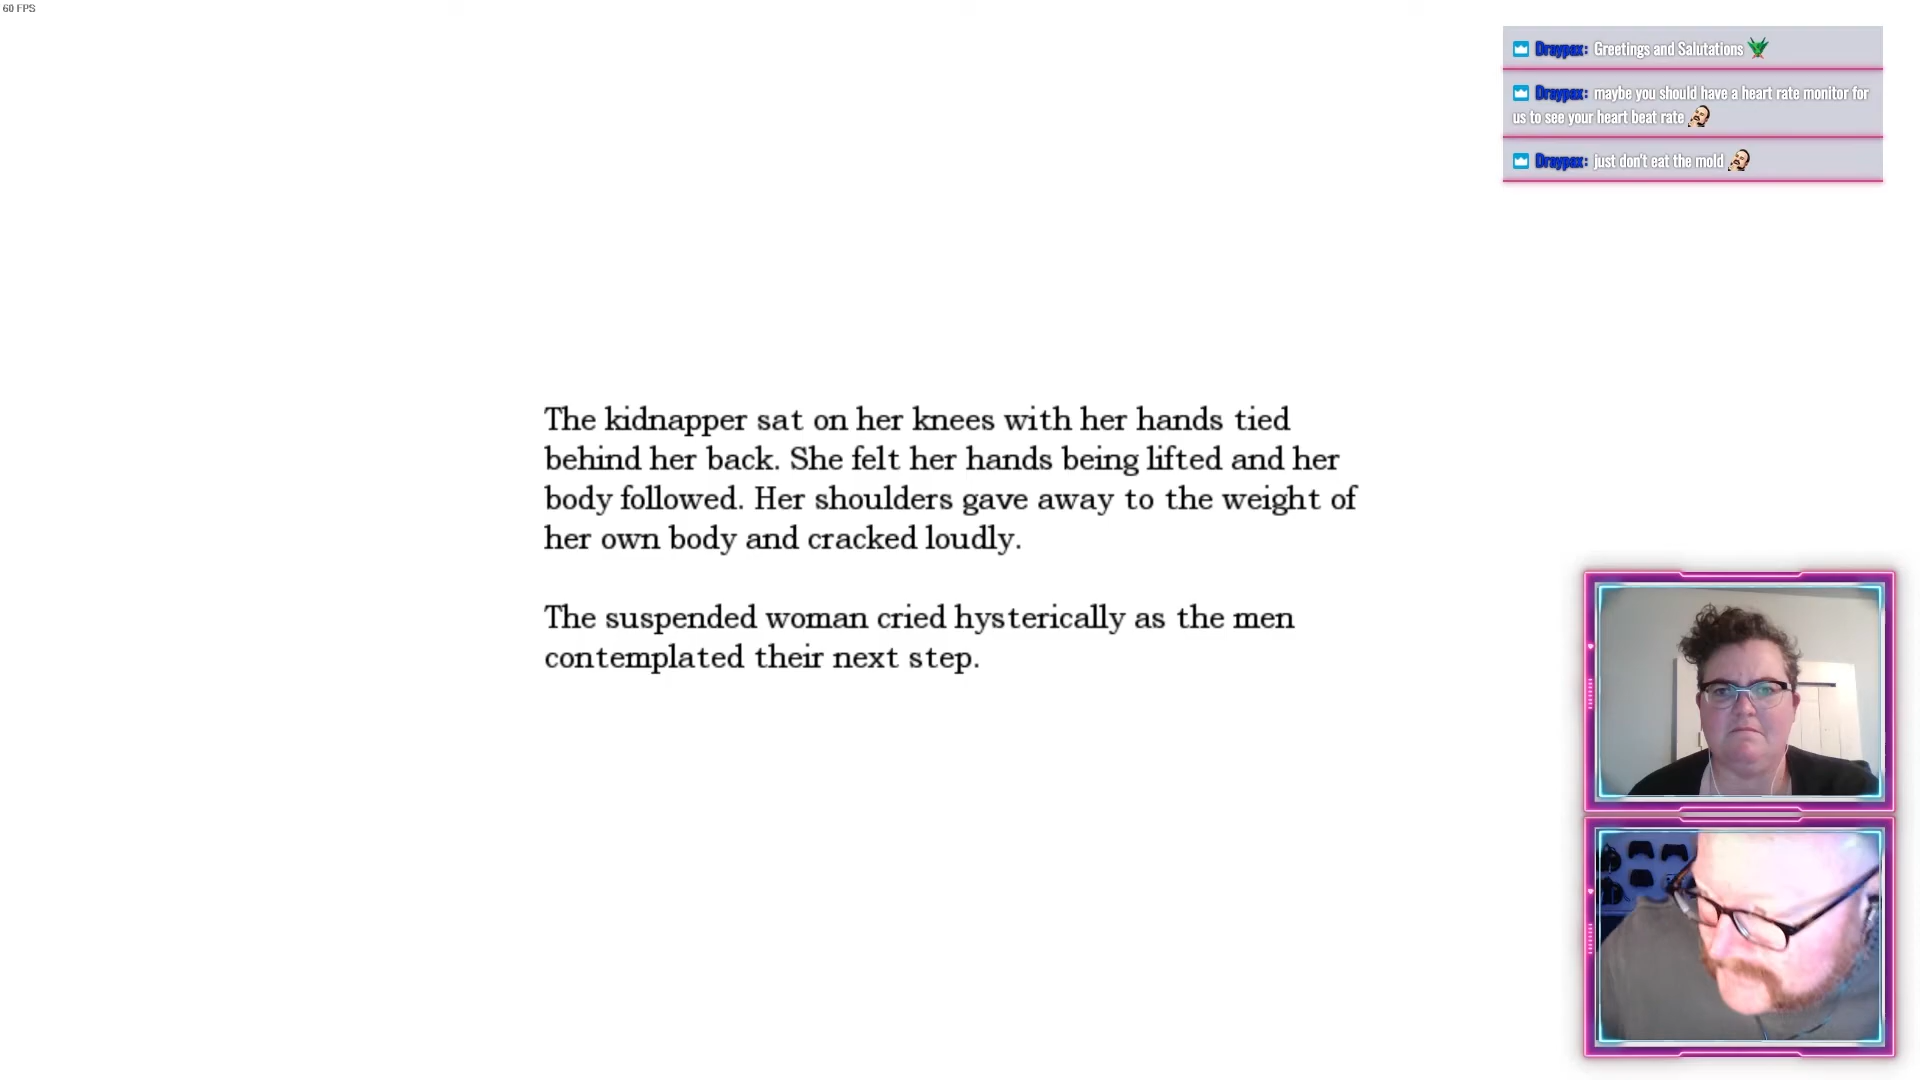 60 FPS
Draypax: Greetings and Salutations
Draypax: maybe you should have a heart rate monitor for
us to see your heart beat rate
Draypax: just don't eat the mold
The kidnapper sat on her knees with her hands tied
behind her back. She felt her hands being lifted and her
body followed. Her shoulders gave away to the weight of
her own body and cracked loudly.
The suspended woman cried hysterically as the men
contemplated their next step.